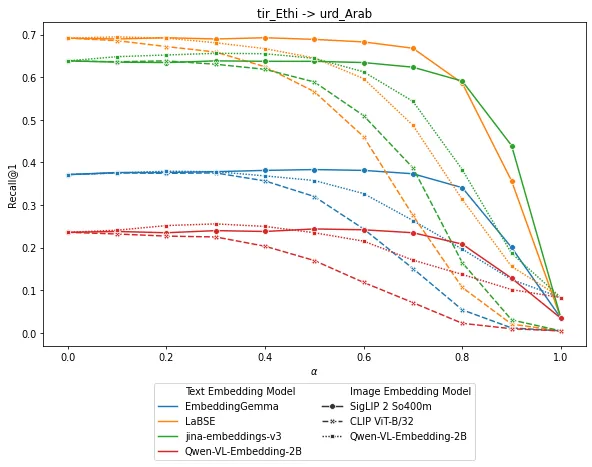 tir_Ethi -> urd_Arab
Recall@1
0.7
0.6
0.5
0.4
0.3
0.2
0.1
0.0
0.0 0.2 0.4 0.6 0.8 1.0
α
Text Embedding Model
EmbeddingGemma
LaBSE
jina-embeddings-v3
Qwen-VL-Embedding-2B
Image Embedding Model
SigLIP 2 So400m
CLIP ViT-B/32
Qwen-VL-Embedding-2B